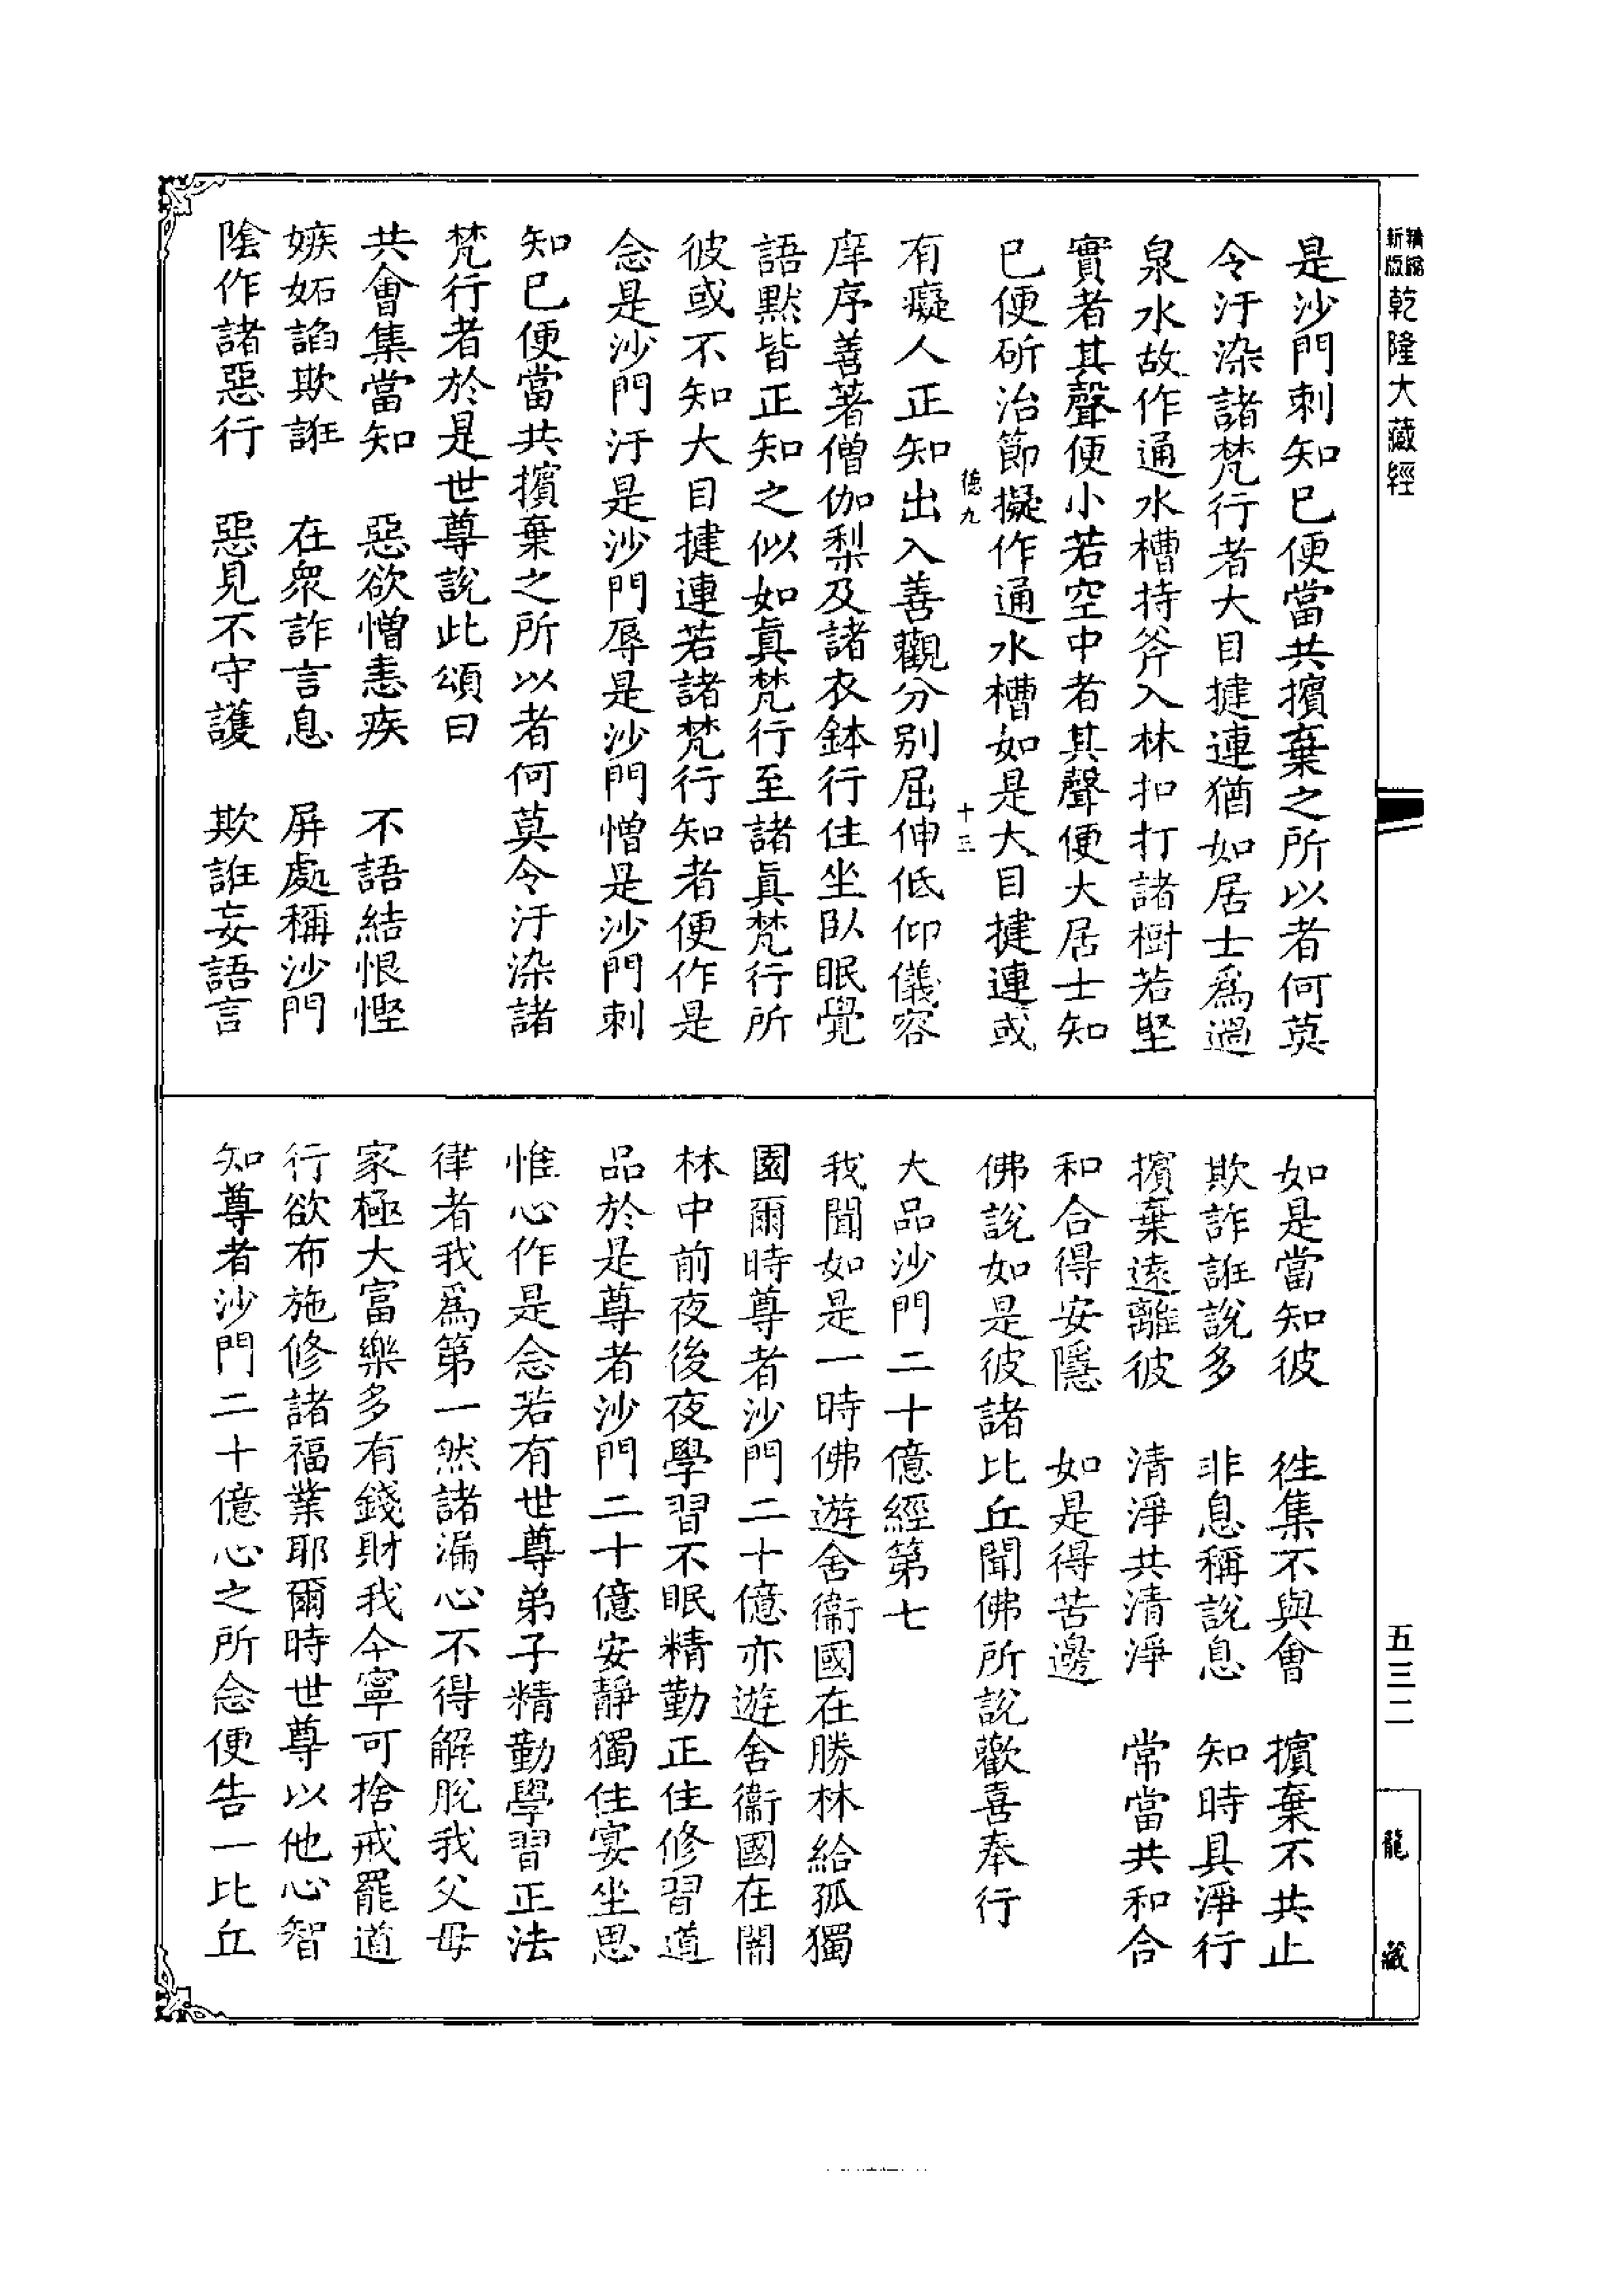 新版
精縮
乾隆大藏經
五三二
龍藏
是沙門刺知已便當共擯棄之所以者何莫
令汙染諸梵行者大目揵連猶如居士爲過
泉水故作通水槽持斧入林扣打諸樹若堅
實者其聲便小若空中者其聲便大居士知
已便斫治節擬作通水槽如是大目揵連或
德九
十三
有癡人正知出入善觀分别屈伸低仰儀容
庠序善著僧伽梨及諸衣鉢行住坐臥眠覺
語默皆正知之似如眞梵行至諸眞梵行所
彼或不知大目揵連若諸梵行知者便作是
念是沙門汙是沙門辱是沙門憎是沙門刺
知已便當共擯棄之所以者何莫令汙染諸
梵行者於是世尊說此頌曰
共會集當知　惡欲憎恚疾　不語結恨慳
嫉妬諂欺誑　在衆詐言息　屏處稱沙門
陰作諸惡行　惡見不守護　欺誑妄語言
如是當知彼　徃集不與會　擯棄不共止
欺詐誑說多　非息稱說息　知時具淨行
擯棄遠離彼　清淨共清淨　常當共和合
和合得安隱　如是得苦邊
佛說如是彼諸比丘聞佛所說歡喜奉行
大品沙門二十億經第七
我聞如是一時佛遊舍衞國在勝林給孤獨
園爾時尊者沙門二十億亦遊舍衞國在闇
林中前夜後夜學習不眠精勤正住修習道
品於是尊者沙門二十億安靜獨住宴坐思
惟心作是念若有世尊弟子精勤學習正法
律者我爲第一然諸漏心不得解脫我父母
家極大富樂多有錢財我今寧可捨戒罷道
行欲布施修諸福業耶爾時世尊以他心智
知尊者沙門二十億心之所念便告一比丘